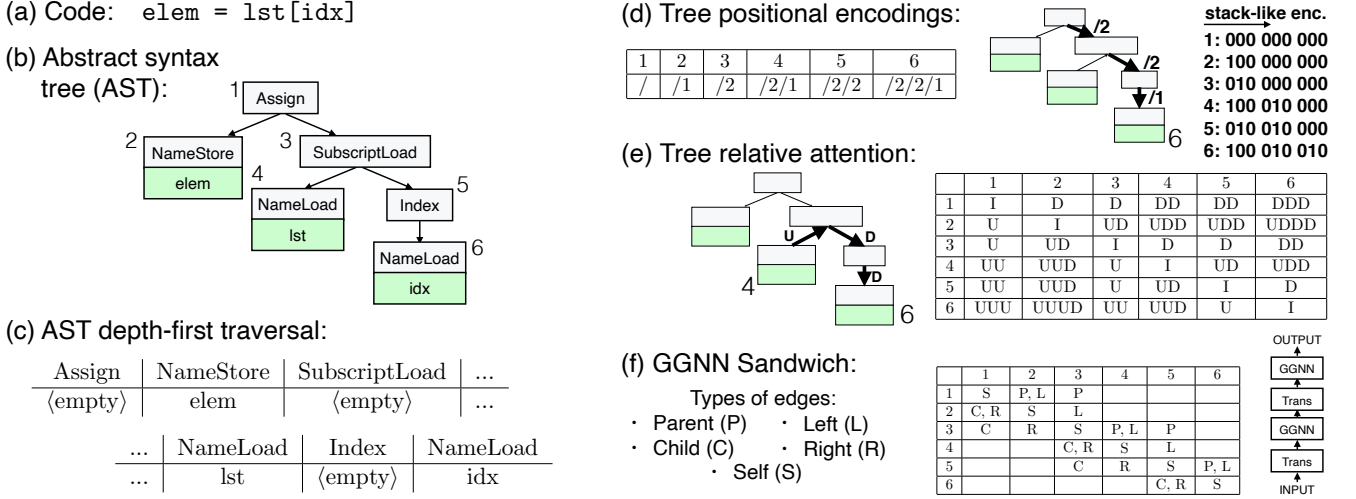 (a) Code: elem = lst[idx]
(b) Abstract syntax
tree (AST):
1
Assign
2
NameStore
elem
3
SubscriptLoad
4
NameLoad
lst
5
Index
6
NameLoad
idx
(c) AST depth-first traversal:
Assign NameStore SubscriptLoad ...
⟨empty⟩ elem ⟨empty⟩ ...
... NameLoad Index NameLoad
... lst ⟨empty⟩ idx
(d) Tree positional encodings:
1 2 3 4 5 6
/ /1 /2 /2/1 /2/2 /2/2/1
/2
/2
/1
6
stack-like enc.
1: 000 000 000
2: 100 000 000
3: 010 000 000
4: 100 010 000
5: 010 010 000
6: 100 010 010
(e) Tree relative attention:
U
D
D
4
6
1 2 3 4 5 6
1 I D D DD DD DDD
2 U I UD UDD UDD UDDD
3 U UD I D D DD
4 UU UUD U I UD UDD
5 UU UUD U UD I D
6 UUU UUUD UU UUD U I
(f) GGNN Sandwich:
Types of edges:
· Parent (P) · Left (L)
· Child (C) · Right (R)
· Self (S)
1 2 3 4 5 6
1 S P, L P
2 C, R S L
3 C R S P, L P
4 C, R S L
5 C R S P, L
6 C, R S
OUTPUT
GGNN
Trans
GGNN
Trans
INPUT